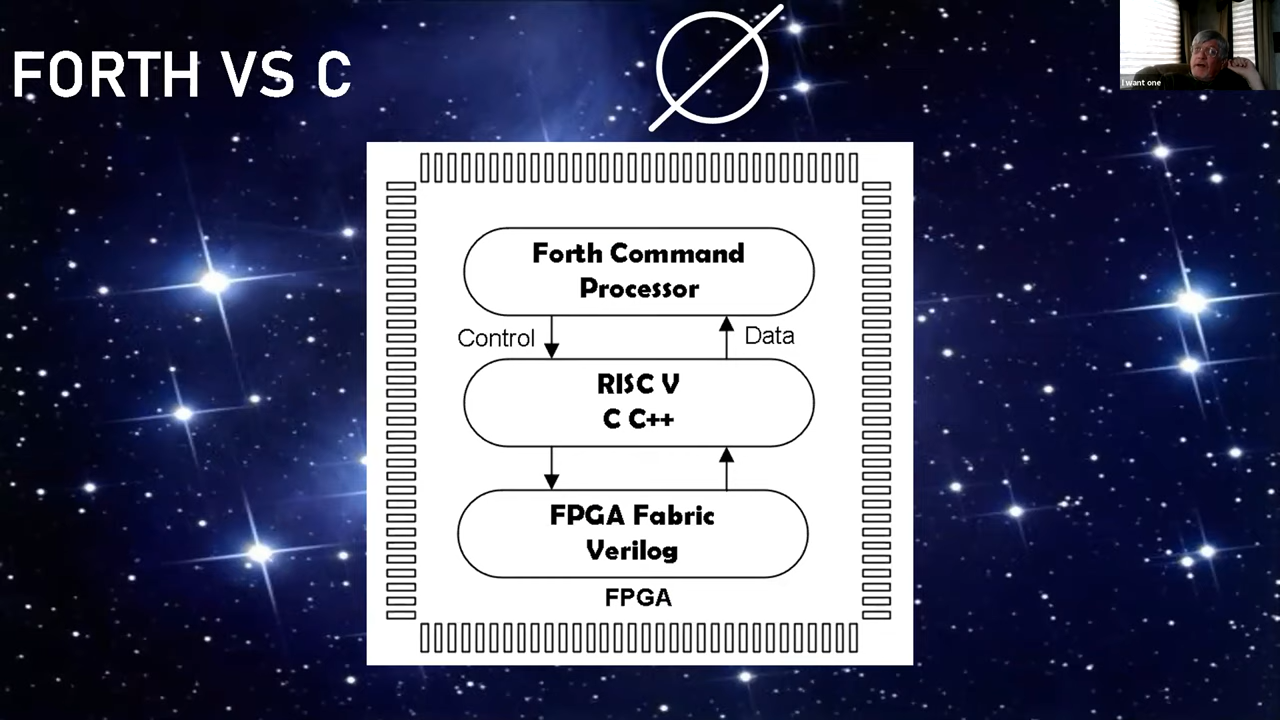 FORTH VS C
I want one
Forth Command
Processor
Control
Data
RISC V
C C++
FPGA Fabric
Verilog
FPGA